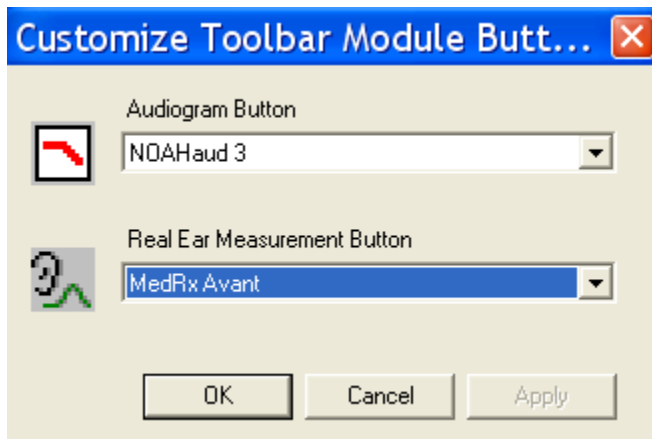 Customize Toolbar Module Butt...
Audiogram Button
NOAHaud 3
Real Ear Measurement Button
MedRx Avant
OK Cancel Apply